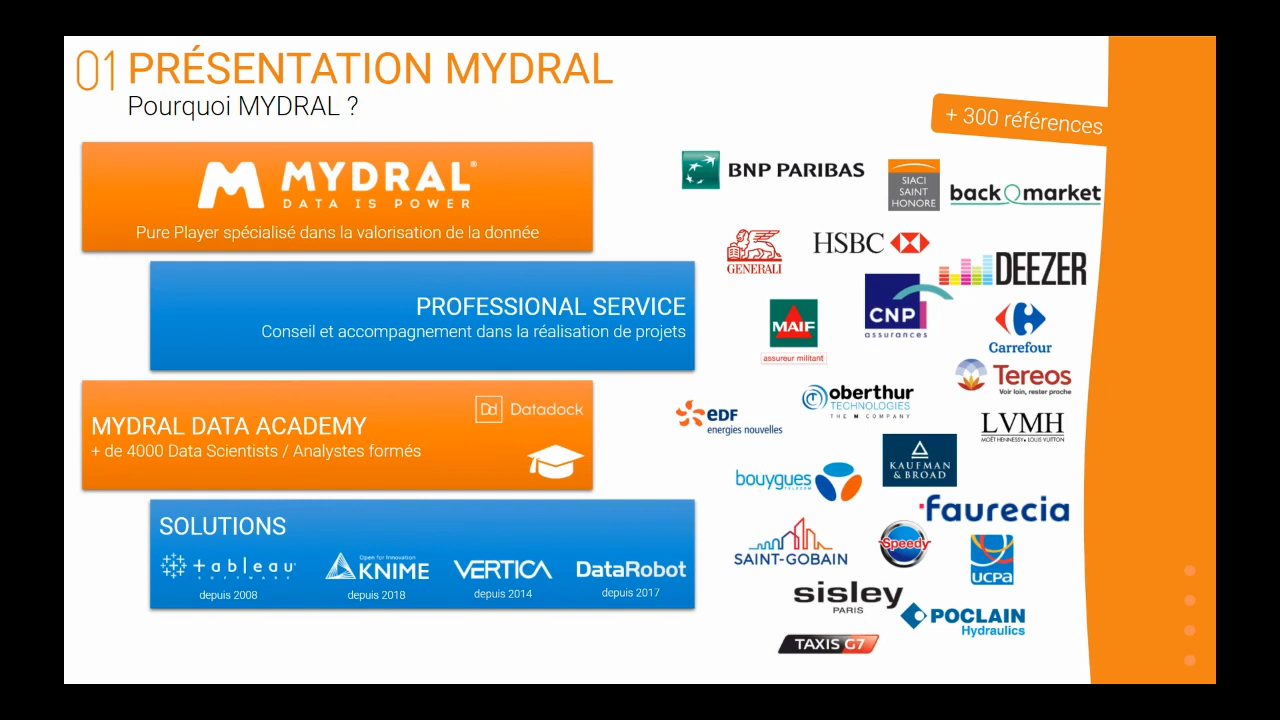 01 PRÉSENTATION MYDRAL
Pourquoi MYDRAL ?
+ 300 références
MYDRAL®
DATA IS POWER
Pure Player spécialisé dans la valorisation de la donnée
PROFESSIONAL SERVICE
Conseil et accompagnement dans la réalisation de projets
MYDRAL DATA ACADEMY
+ de 4000 Data Scientists / Analystes formés
Dd Datadock
SOLUTIONS
+ableau
SOFTWARE
depuis 2008
Open for Innovation
KNIME
depuis 2018
VERTICA
depuis 2014
DataRobot
depuis 2017
BNP PARIBAS
SIACI
SAINT
HONORE
back market
GENERALI
HSBC
DEEZER
MAIF
assureur militant
CNP
assurances
Carrefour
Tereos
Voir loin, rester proche
oberthur
TECHNOLOGIES
THE M COMPANY
EDF
energies nouvelles
LVMH
MOËT HENNESSY • LOUIS VUITTON
KAUFMAN
& BROAD
bouygues
TELECOM
faurecia
SAINT-GOBAIN
Speedy
UCPA
sisley
PARIS
POCLAIN
Hydraulics
TAXIS G7